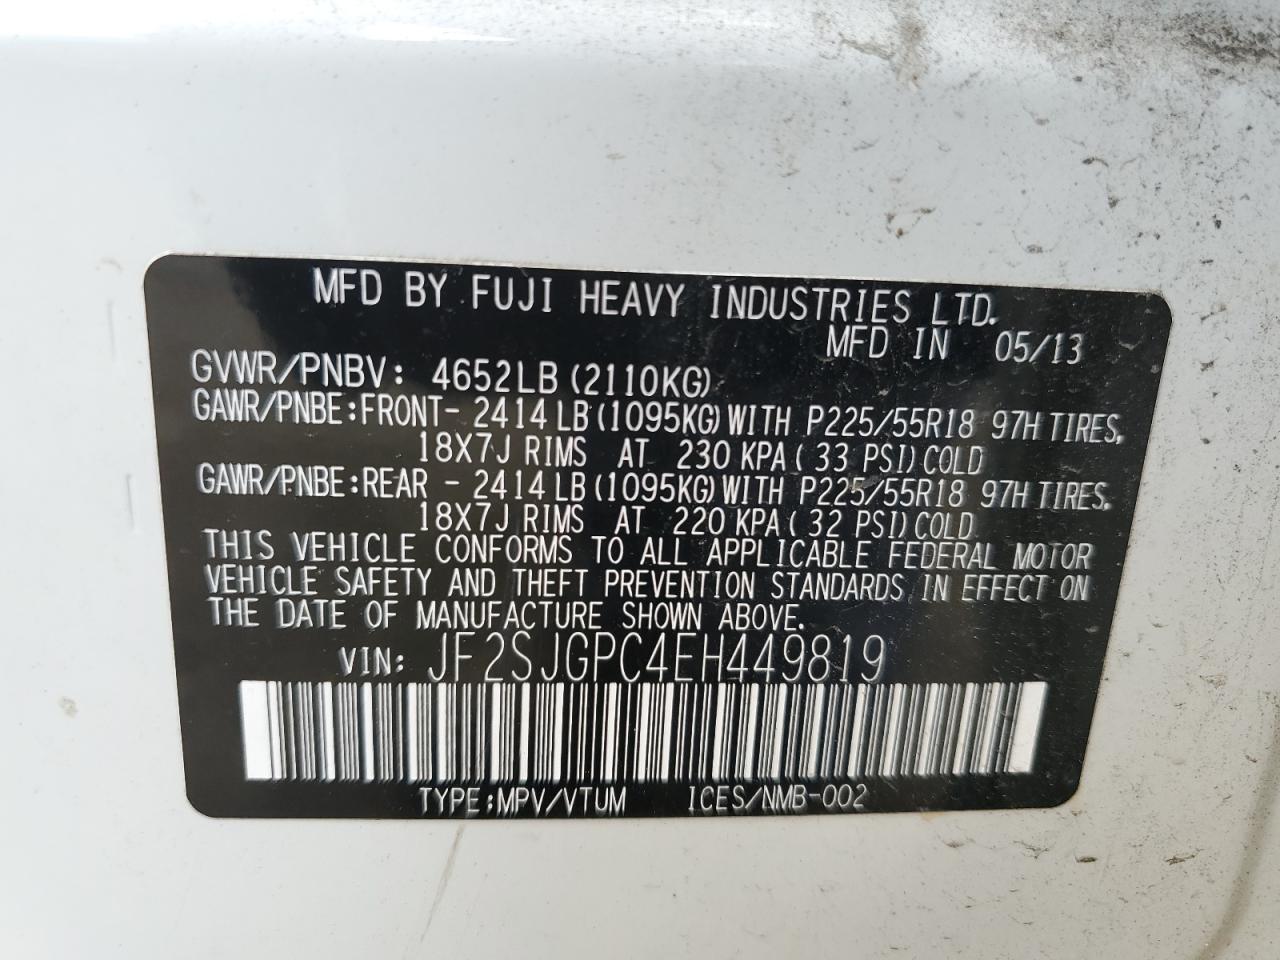 MFD BY FUJI HEAVY INDUSTRIES LTD.
MFD IN 05/13
GVWR/PNBV: 4652LB (2110KG)
GAWR/PNBE:FRONT- 2414 LB (1095KG) WITH P225/55R18 97H TIRES,
18X7J RIMS AT 230 KPA ( 33 PSI) COLD
GAWR/PNBE:REAR - 2414 LB (1095KG) WITH P225/55R18 97H TIRES,
18X7J RIMS AT 220 KPA ( 32 PSI) COLD
THIS VEHICLE CONFORMS TO ALL APPLICABLE FEDERAL MOTOR
VEHICLE SAFETY AND THEFT PREVENTION STANDARDS IN EFFECT ON
THE DATE OF MANUFACTURE SHOWN ABOVE.
VIN: JF2SJGPC4EH449819
TYPE:MPV/VTUM ICES/NMB-002